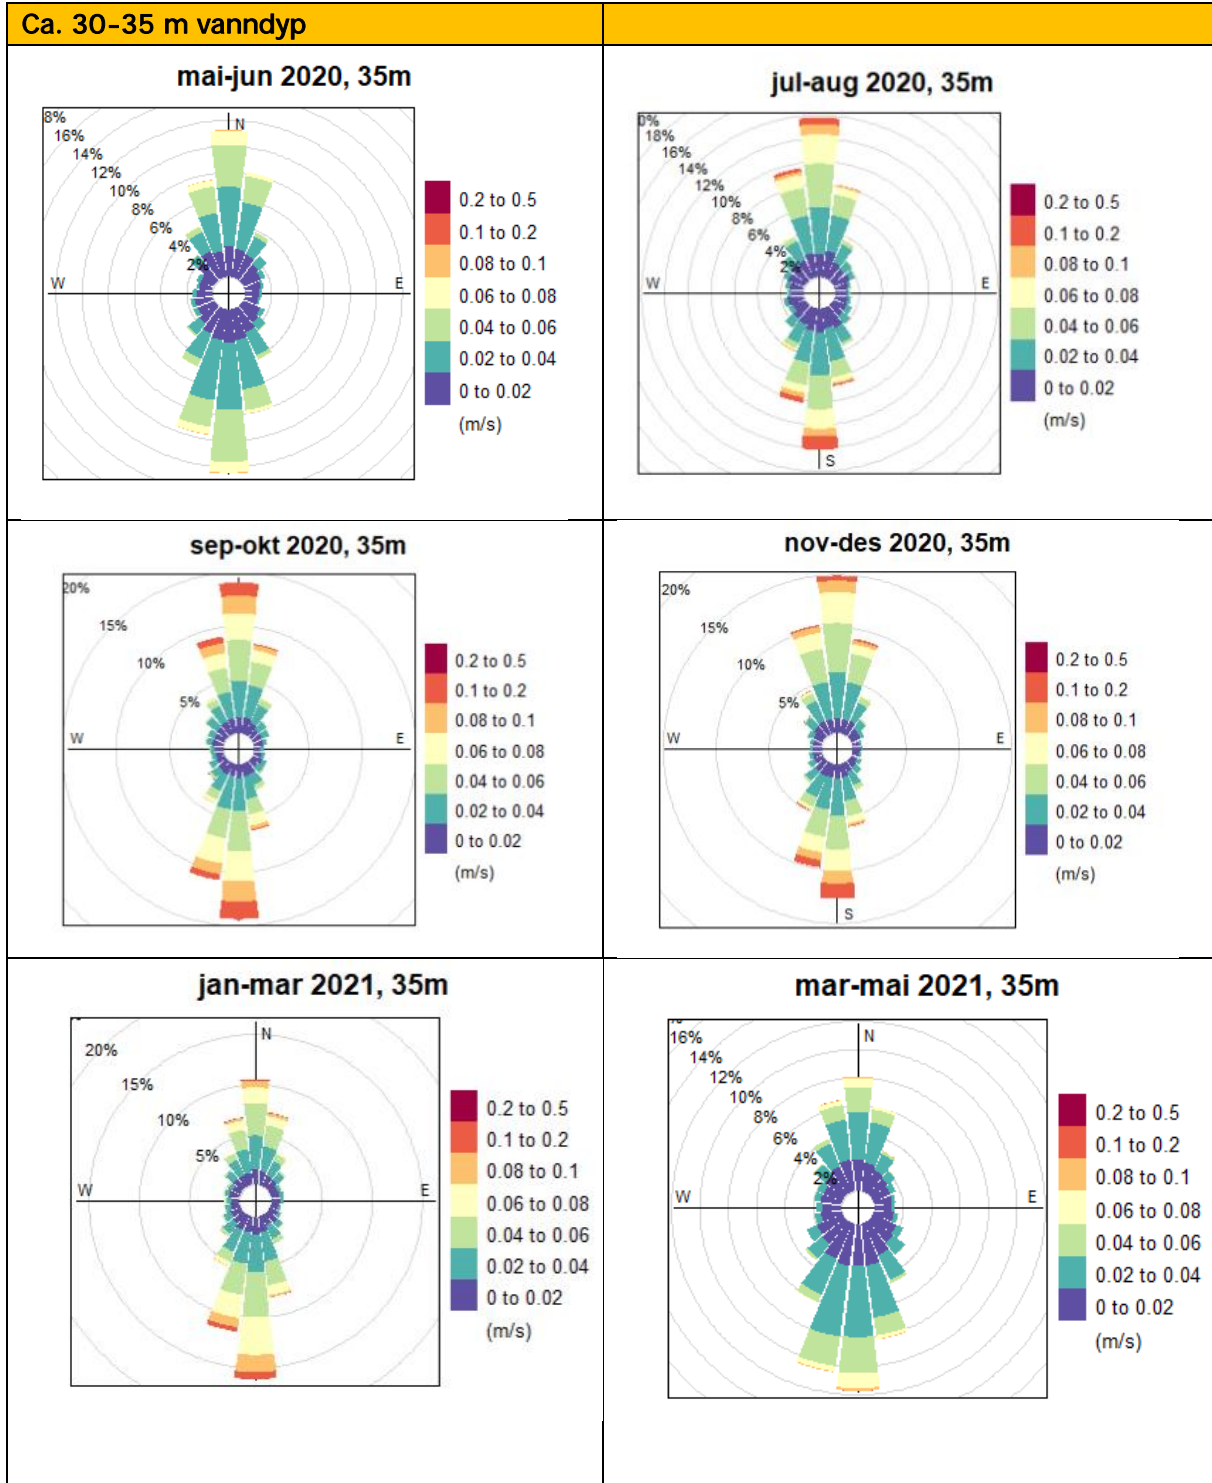 Ca. 30-35 m vanndyp
mai-jun 2020, 35m
8%
16%
14%
12%
10%
8%
6%
4%
2%
N
W
E
0.2 to 0.5
0.1 to 0.2
0.08 to 0.1
0.06 to 0.08
0.04 to 0.06
0.02 to 0.04
0 to 0.02
(m/s)
jul-aug 2020, 35m
0%
18%
16%
14%
12%
10%
8%
6%
4%
2%
W
E
S
0.2 to 0.5
0.1 to 0.2
0.08 to 0.1
0.06 to 0.08
0.04 to 0.06
0.02 to 0.04
0 to 0.02
(m/s)
sep-okt 2020, 35m
20%
15%
10%
5%
W
E
0.2 to 0.5
0.1 to 0.2
0.08 to 0.1
0.06 to 0.08
0.04 to 0.06
0.02 to 0.04
0 to 0.02
(m/s)
nov-des 2020, 35m
20%
15%
10%
5%
W
E
S
0.2 to 0.5
0.1 to 0.2
0.08 to 0.1
0.06 to 0.08
0.04 to 0.06
0.02 to 0.04
0 to 0.02
(m/s)
jan-mar 2021, 35m
N
20%
15%
10%
5%
W
E
0.2 to 0.5
0.1 to 0.2
0.08 to 0.1
0.06 to 0.08
0.04 to 0.06
0.02 to 0.04
0 to 0.02
(m/s)
mar-mai 2021, 35m
N
16%
14%
12%
10%
8%
6%
4%
2%
W
E
0.2 to 0.5
0.1 to 0.2
0.08 to 0.1
0.06 to 0.08
0.04 to 0.06
0.02 to 0.04
0 to 0.02
(m/s)